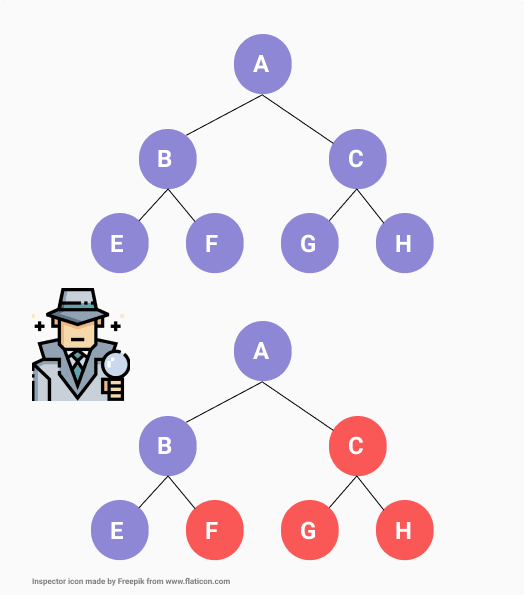 A
B C
E F G H
A
B C
E F G H
Inspector icon made by Freepik from www.flaticon.com